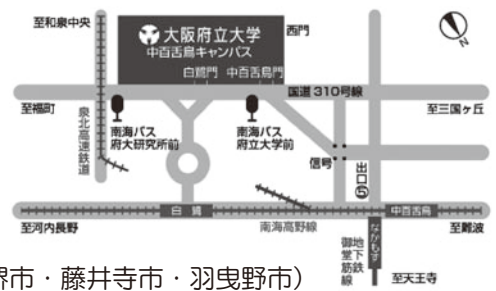 至和泉中央
大阪府立大学
中百舌鳥キャンパス
西門
白鷺門
中百舌鳥門
N
国道310号線
至福町
至三国ヶ丘
泉北高速鉄道
南海バス
府大研究所前
南海バス
府立大学前
信号
出口⑤
白鷺
中百舌鳥
至河内長野
南海高野線
なかもず
至難波
地下鉄
御堂筋線
至天王寺
堺市・藤井寺市・羽曳野市）